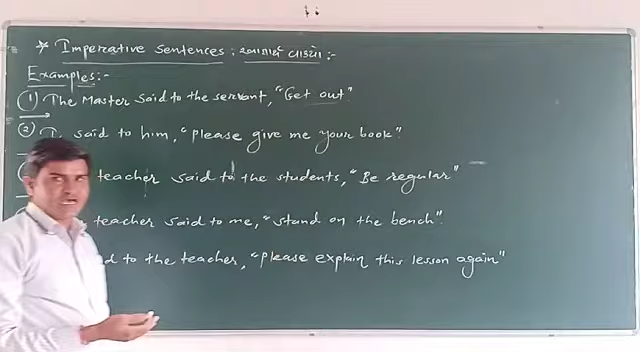 * Imperative Sentences : આજ્ઞાર્થ વાક્યો :-
Examples :-
(1) The Master said to the servant, "Get out"
(2) I said to him, "Please give me your book".
teacher said to the students, "Be regular"
teacher said to me, "Stand on the bench".
to the teacher, "Please explain this lesson again"